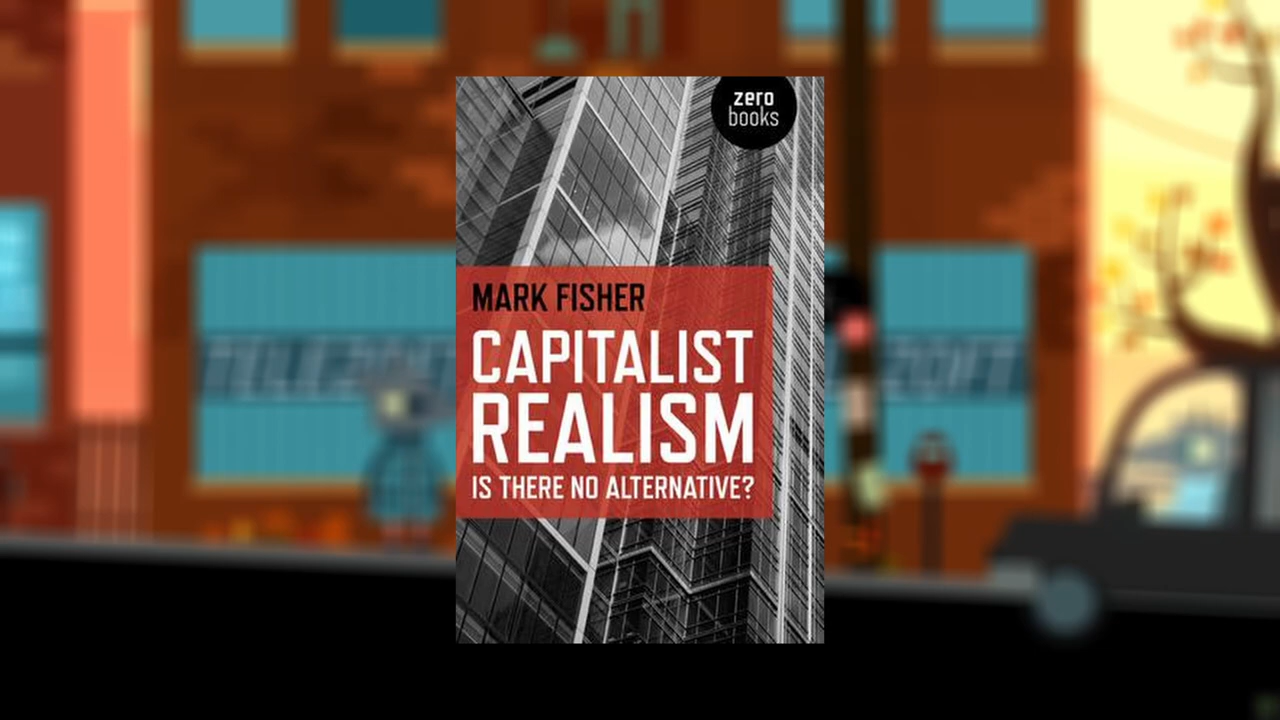 zero
books
MARK FISHER
CAPITALIST
REALISM
IS THERE NO ALTERNATIVE?